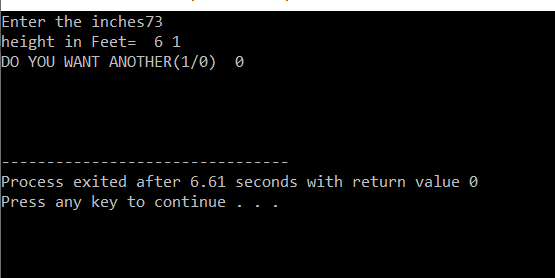 Enter the inches73
height in Feet=  6 1
DO YOU WANT ANOTHER(1/0)  0
--------------------------------
Process exited after 6.61 seconds with return value 0
Press any key to continue . . .